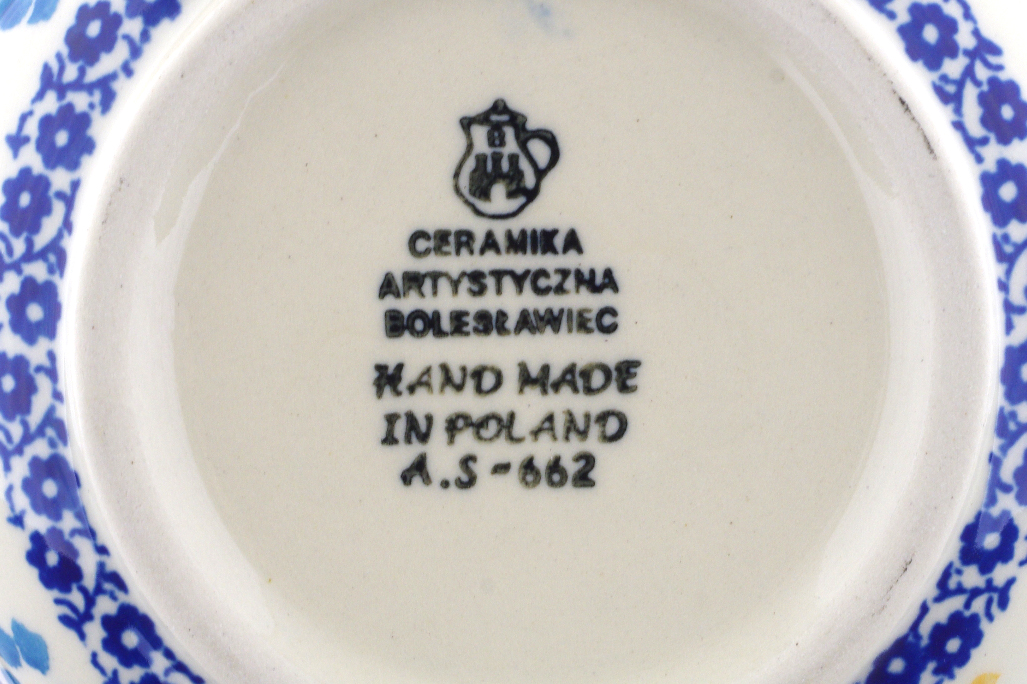 CERAMIKA
ARTYSTYCZNA
BOLESŁAWIEC
HAND MADE
IN POLAND
A.S-662